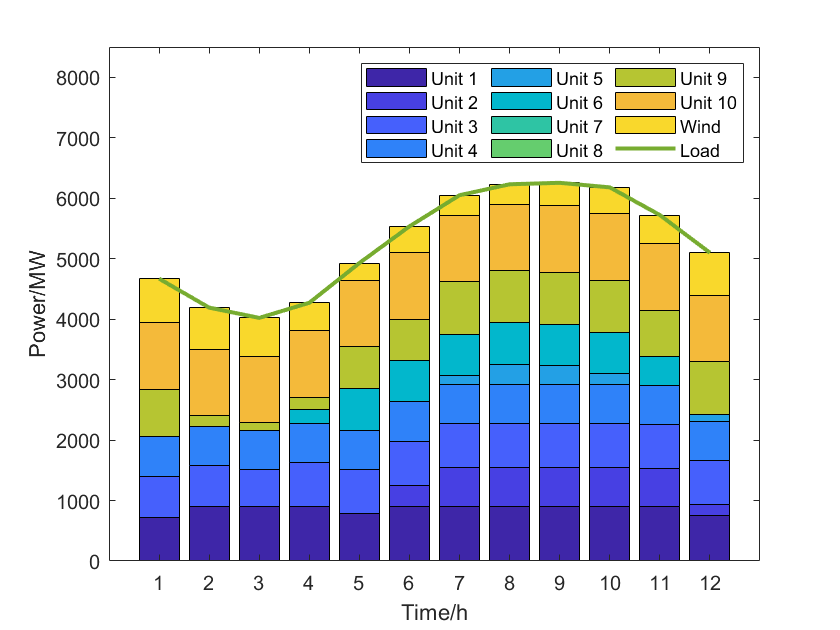 8000
7000
6000
5000
4000
3000
2000
1000
0
Power/MW
Unit 1 Unit 5 Unit 9
Unit 2 Unit 6 Unit 10
Unit 3 Unit 7 Wind
Unit 4 Unit 8 Load
1 2 3 4 5 6 7 8 9 10 11 12
Time/h